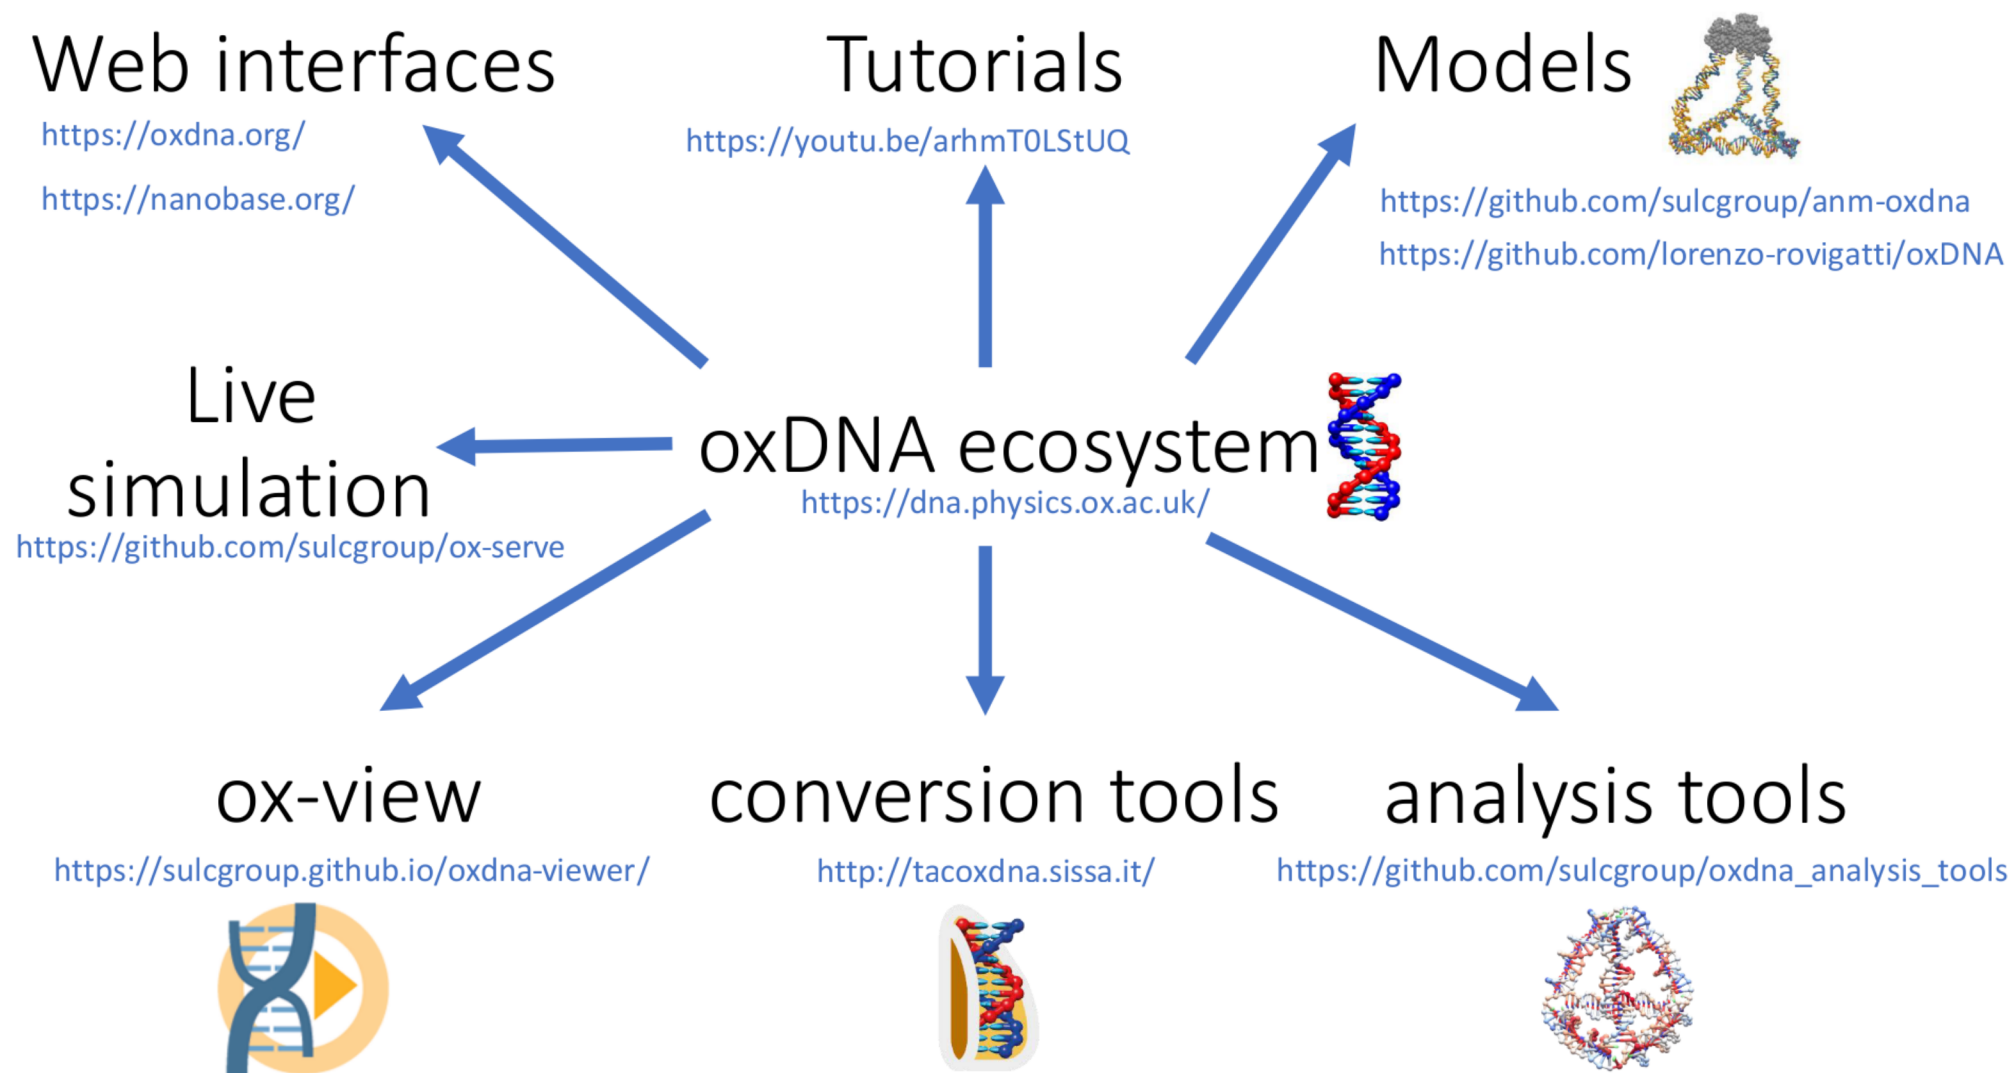 Web interfaces
https://oxdna.org/
https://nanobase.org/
Tutorials
https://youtu.be/arhmT0LStUQ
Models
https://github.com/sulcgroup/anm-oxdna
https://github.com/lorenzo-rovigatti/oxDNA
Live
simulation
https://github.com/sulcgroup/ox-serve
oxDNA ecosystem
https://dna.physics.ox.ac.uk/
ox-view
https://sulcgroup.github.io/oxdna-viewer/
conversion tools
http://tacoxdna.sissa.it/
analysis tools
https://github.com/sulcgroup/oxdna_analysis_tools